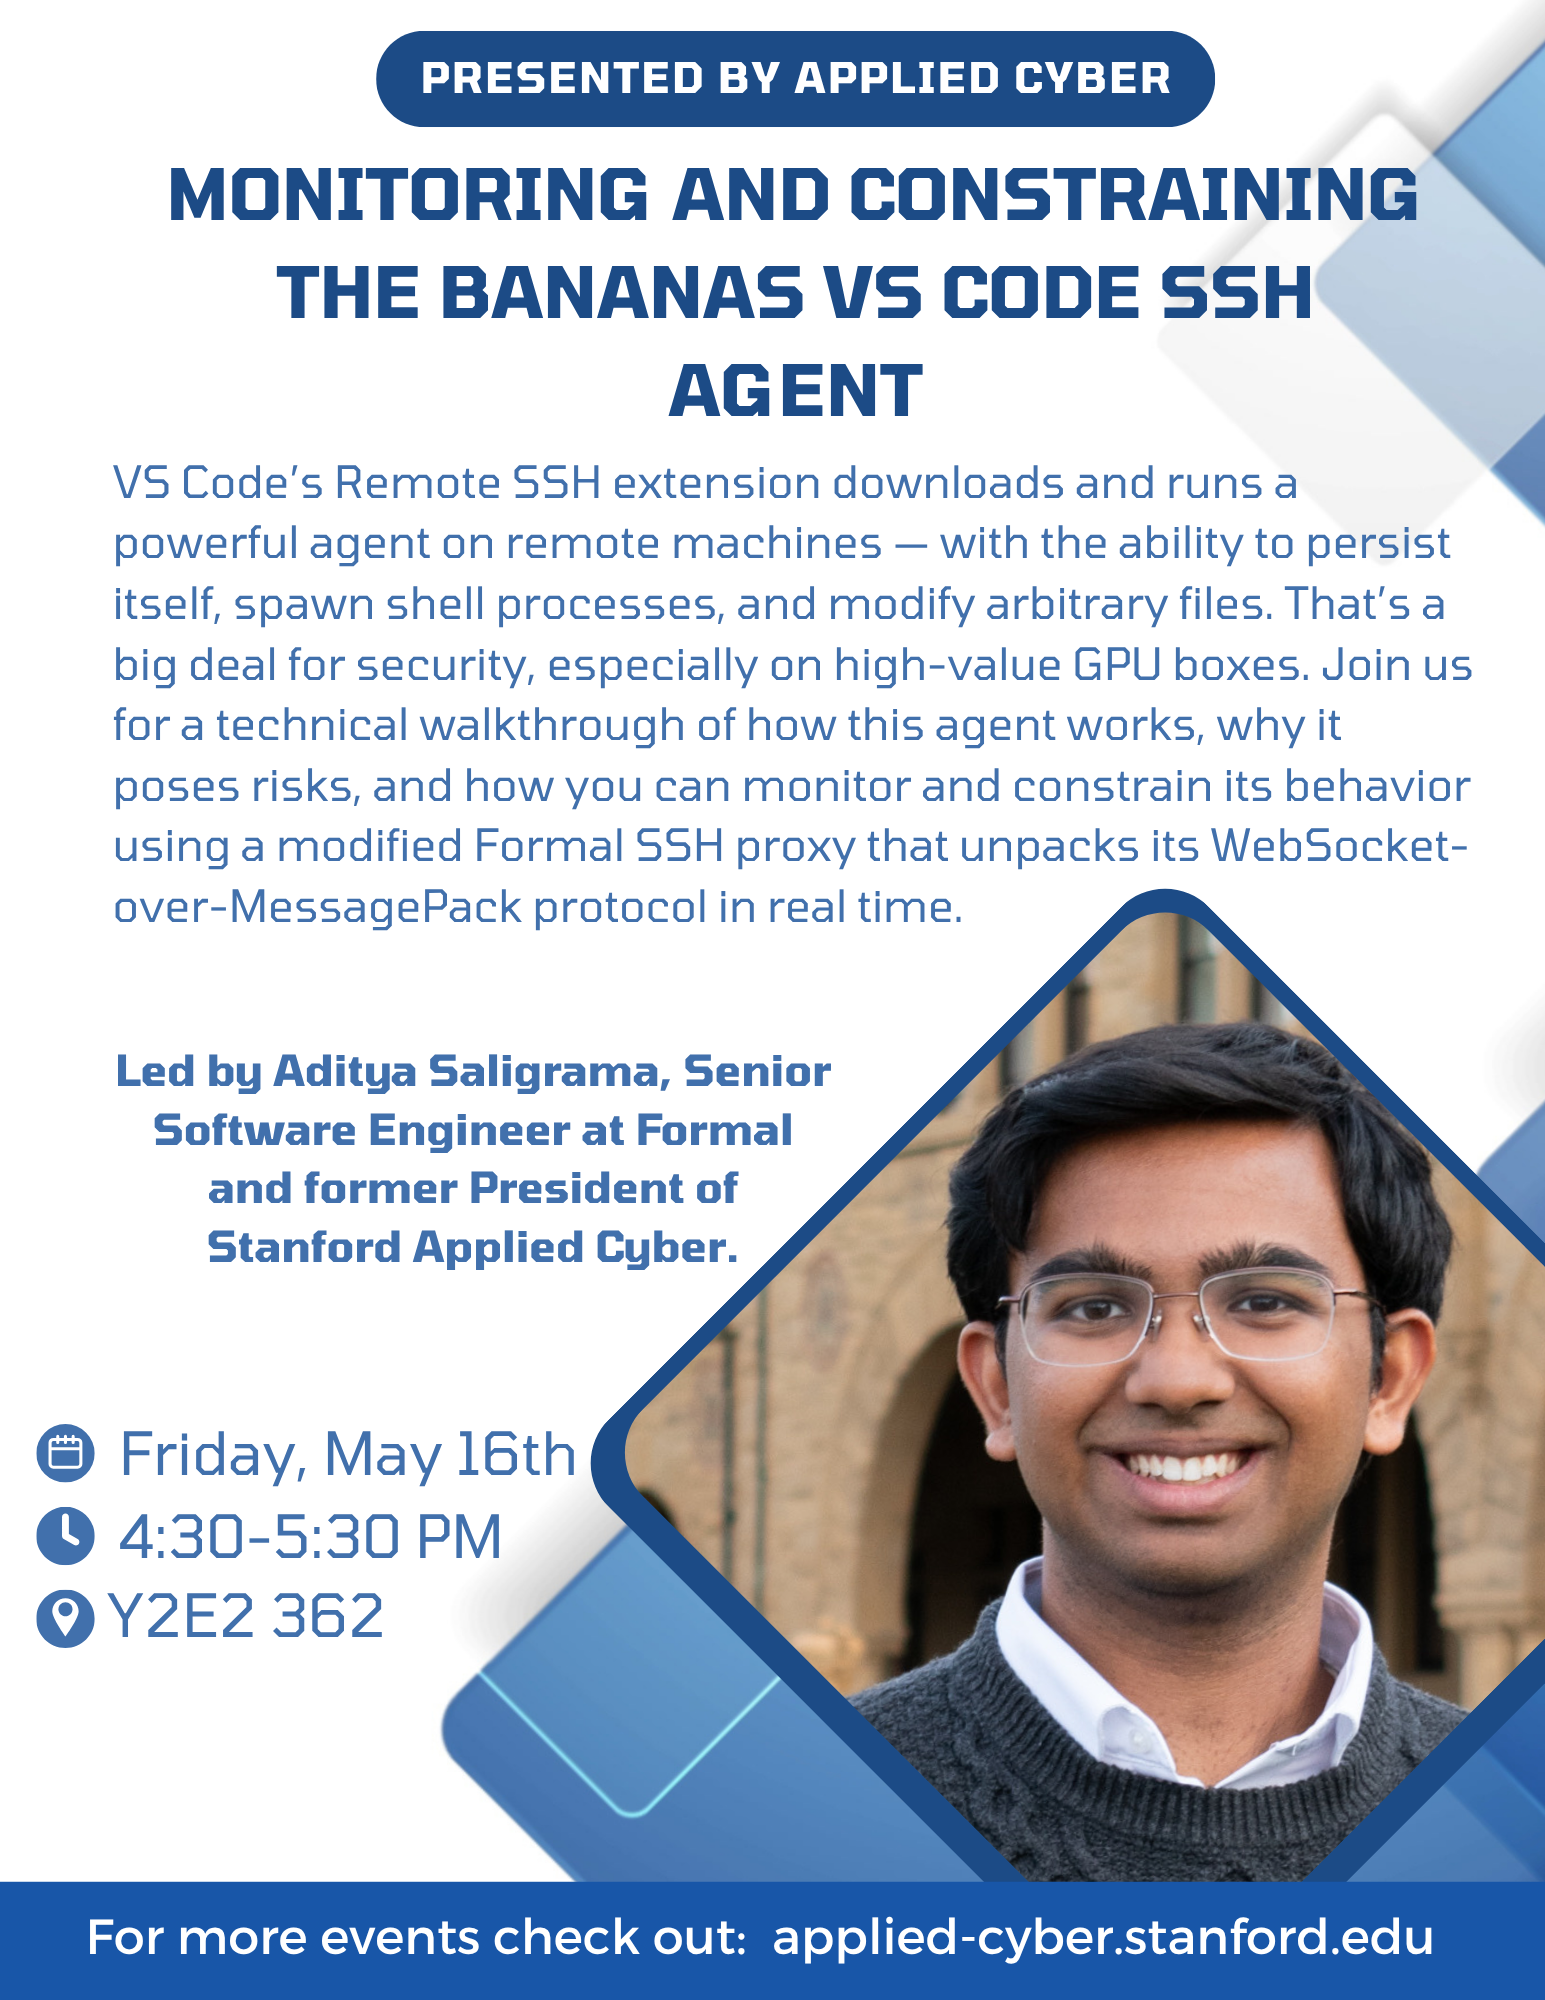 PRESENTED BY APPLIED CYBER
MONITORING AND CONSTRAINING
THE BANANAS VS CODE SSH
AGENT
VS Code’s Remote SSH extension downloads and runs a
powerful agent on remote machines — with the ability to persist
itself, spawn shell processes, and modify arbitrary files. That’s a
big deal for security, especially on high-value GPU boxes. Join us
for a technical walkthrough of how this agent works, why it
poses risks, and how you can monitor and constrain its behavior
using a modified Formal SSH proxy that unpacks its WebSocket-
over-MessagePack protocol in real time.
Led by Aditya Saligrama, Senior
Software Engineer at Formal
and former President of
Stanford Applied Cyber.
Friday, May 16th
4:30-5:30 PM
Y2E2 362
For more events check out: applied-cyber.stanford.edu